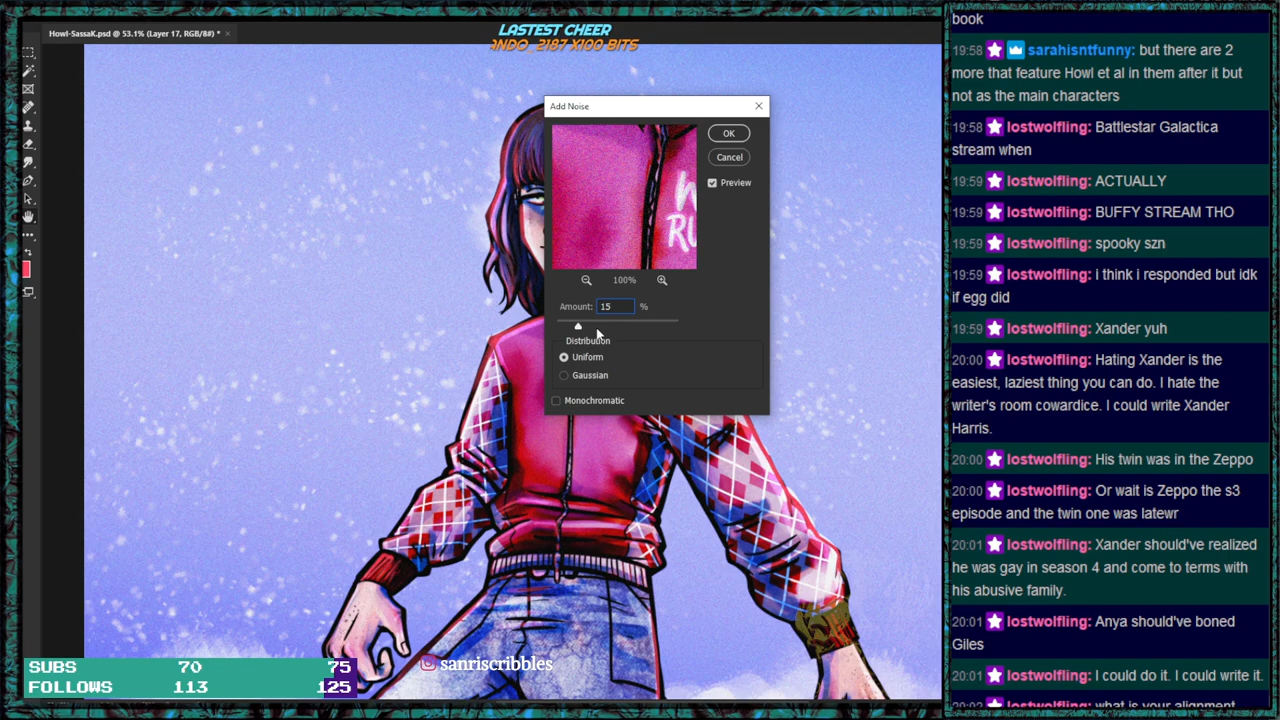 Howl-SassaK.psd @ 53.1% (Layer 17, RGB/8#) *
LASTEST CHEER
X100 BITS
Add Noise
OK
Cancel
Preview
100%
Amount: 15 %
Distribution
Uniform
Gaussian
Monochromatic
SUBS 70 75
FOLLOWS 113 125
sanriscribbles
book
19:58 sarahisntfunny: but there are 2
more that feature Howl et al in them after it but
not as the main characters
19:58 lostwolfling: Battlestar Galactica
stream when
19:59 lostwolfling: ACTUALLY
19:59 lostwolfling: BUFFY STREAM THO
19:59 lostwolfling: spooky szn
19:59 lostwolfling: i think i responded but idk
if egg did
19:59 lostwolfling: Xander yuh
20:00 lostwolfling: Hating Xander is the
easiest, laziest thing you can do. I hate the
writer's room cowardice. I could write Xander
Harris.
20:00 lostwolfling: His twin was in the Zeppo
20:00 lostwolfling: Or wait is Zeppo the s3
episode and the twin one was latewr
20:01 lostwolfling: Xander should've realized
he was gay in season 4 and come to terms with
his abusive family.
20:01 lostwolfling: Anya should've boned
Giles
20:01 lostwolfling: I could do it. I could write it.
20:02 lostwolfling: what is your alignment